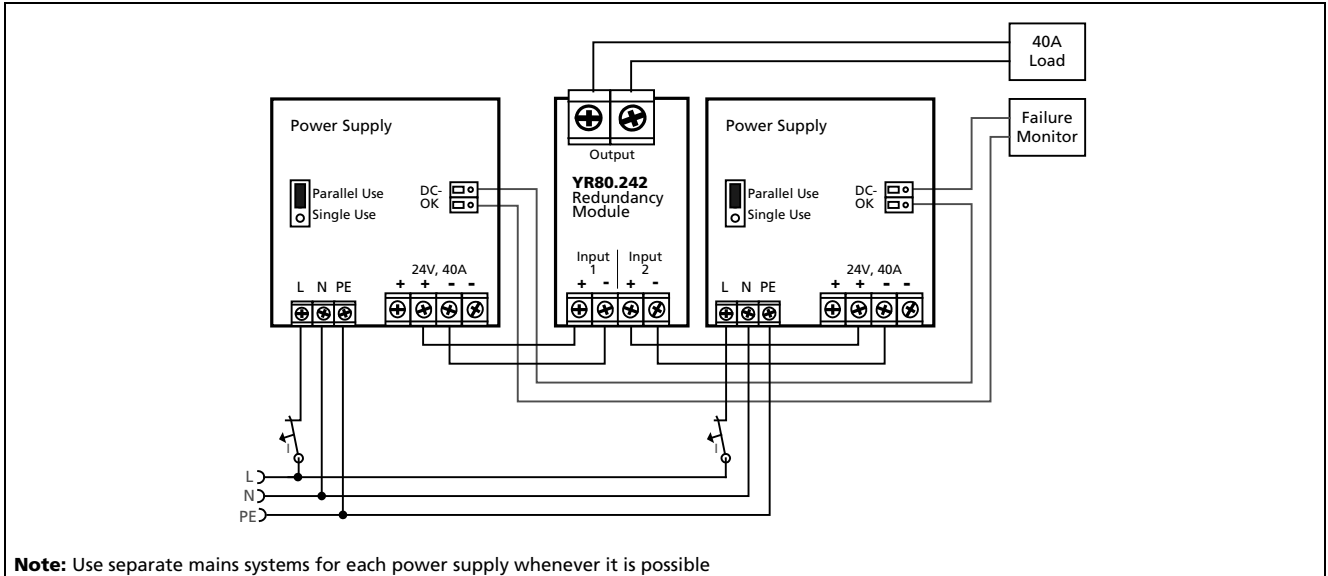 40A
Load
Failure
Monitor
Power Supply
Parallel Use
Single Use
DC-
OK
24V, 40A
+ + - -
L N PE
Output
YR80.242
Redundancy
Module
Input
1
Input
2
+ - + -
Power Supply
Parallel Use
Single Use
DC-
OK
24V, 40A
+ + - -
L N PE
I
I
L
N
PE
Note: Use separate mains systems for each power supply whenever it is possible